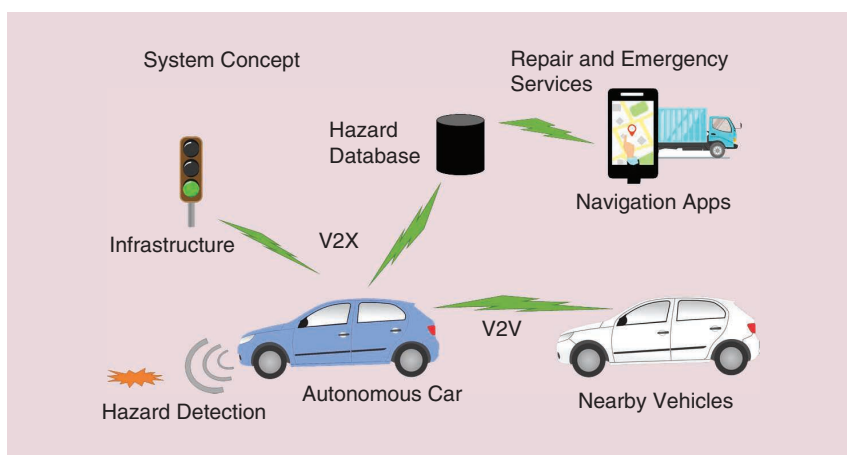 System Concept
Repair and Emergency
Services
Hazard
Database
Navigation Apps
Infrastructure
V2X
V2V
Hazard Detection
Autonomous Car
Nearby Vehicles